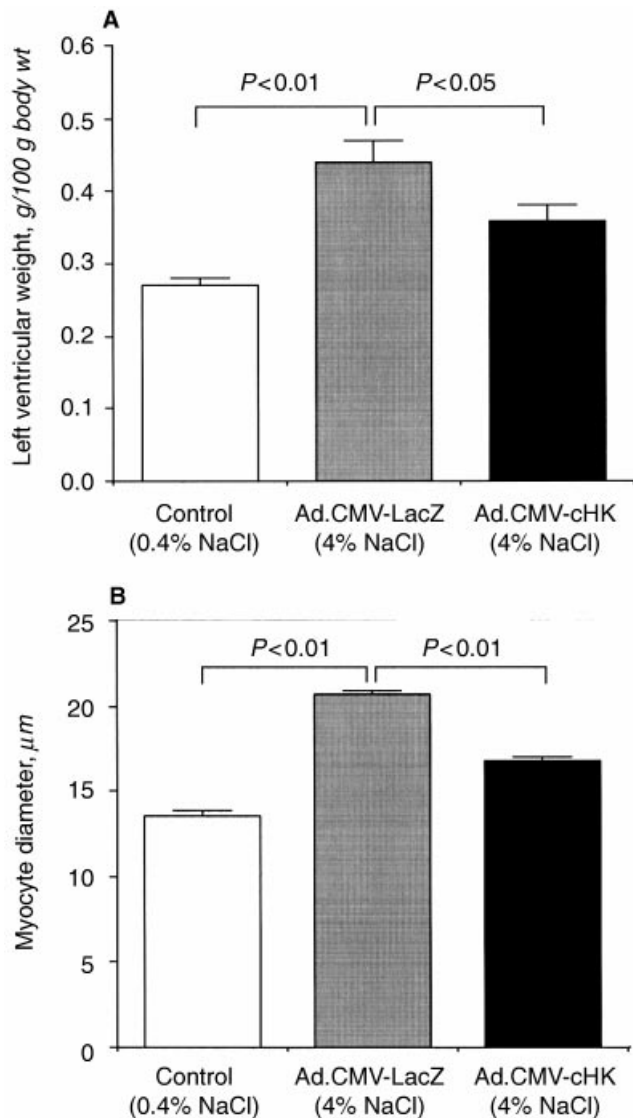 A
Left ventricular weight, g/100 g body wt
0.6
0.5
0.4
0.3
0.2
0.1
0.0
P<0.01
P<0.05
Control
(0.4% NaCl)
Ad.CMV-LacZ
(4% NaCl)
Ad.CMV-cHK
(4% NaCl)
B
Myocyte diameter, μm
25
20
15
10
5
0
P<0.01
P<0.01
Control
(0.4% NaCl)
Ad.CMV-LacZ
(4% NaCl)
Ad.CMV-cHK
(4% NaCl)